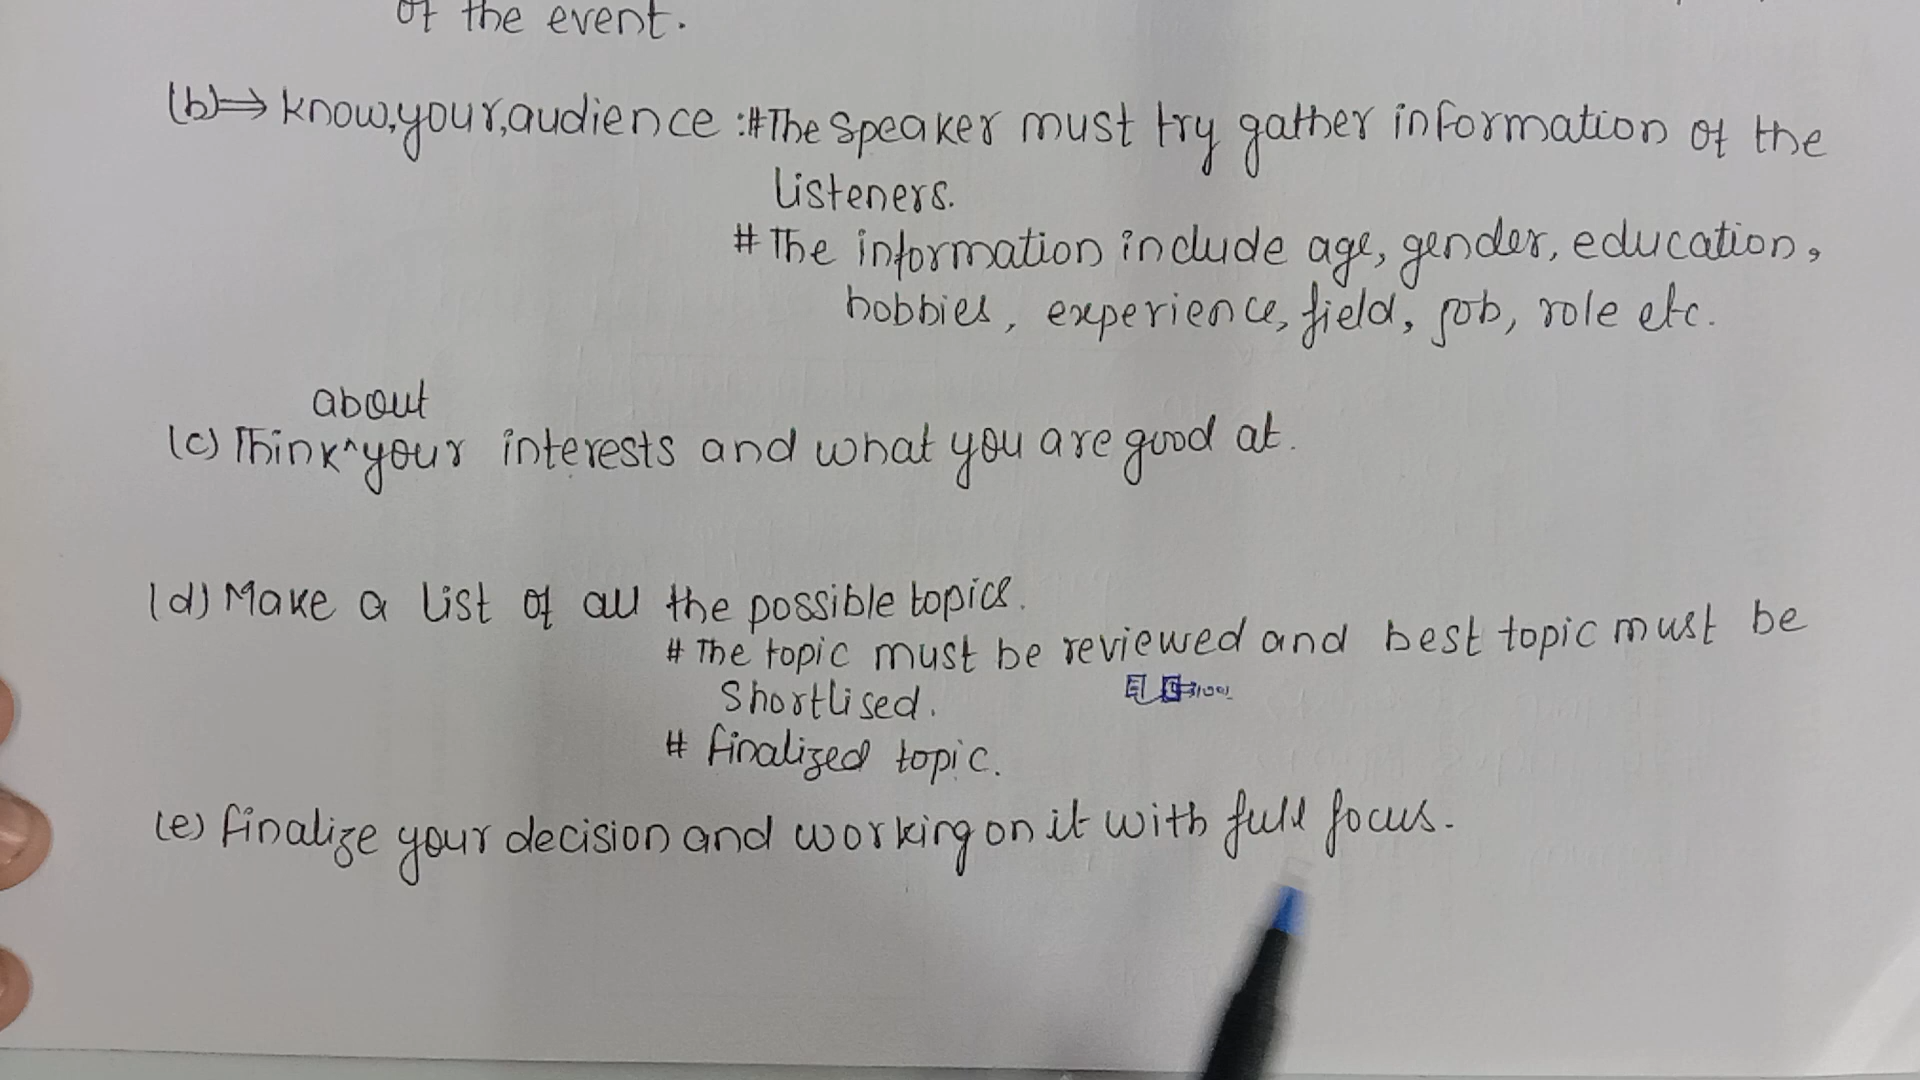 of the event.
(b)⇒ know,your,audience :#The Speaker must try gather information of the
listeners.
# The information include age, gender, education,
hobbies, experience, field, job, role etc.
about
(c) Think^your interests and what you are good at.
(d) Make a list of all the possible topics.
# The topic must be reviewed and best topic must be
Shortlised.
# finalized topic.
(e) finalize your decision and working on it with full focus.